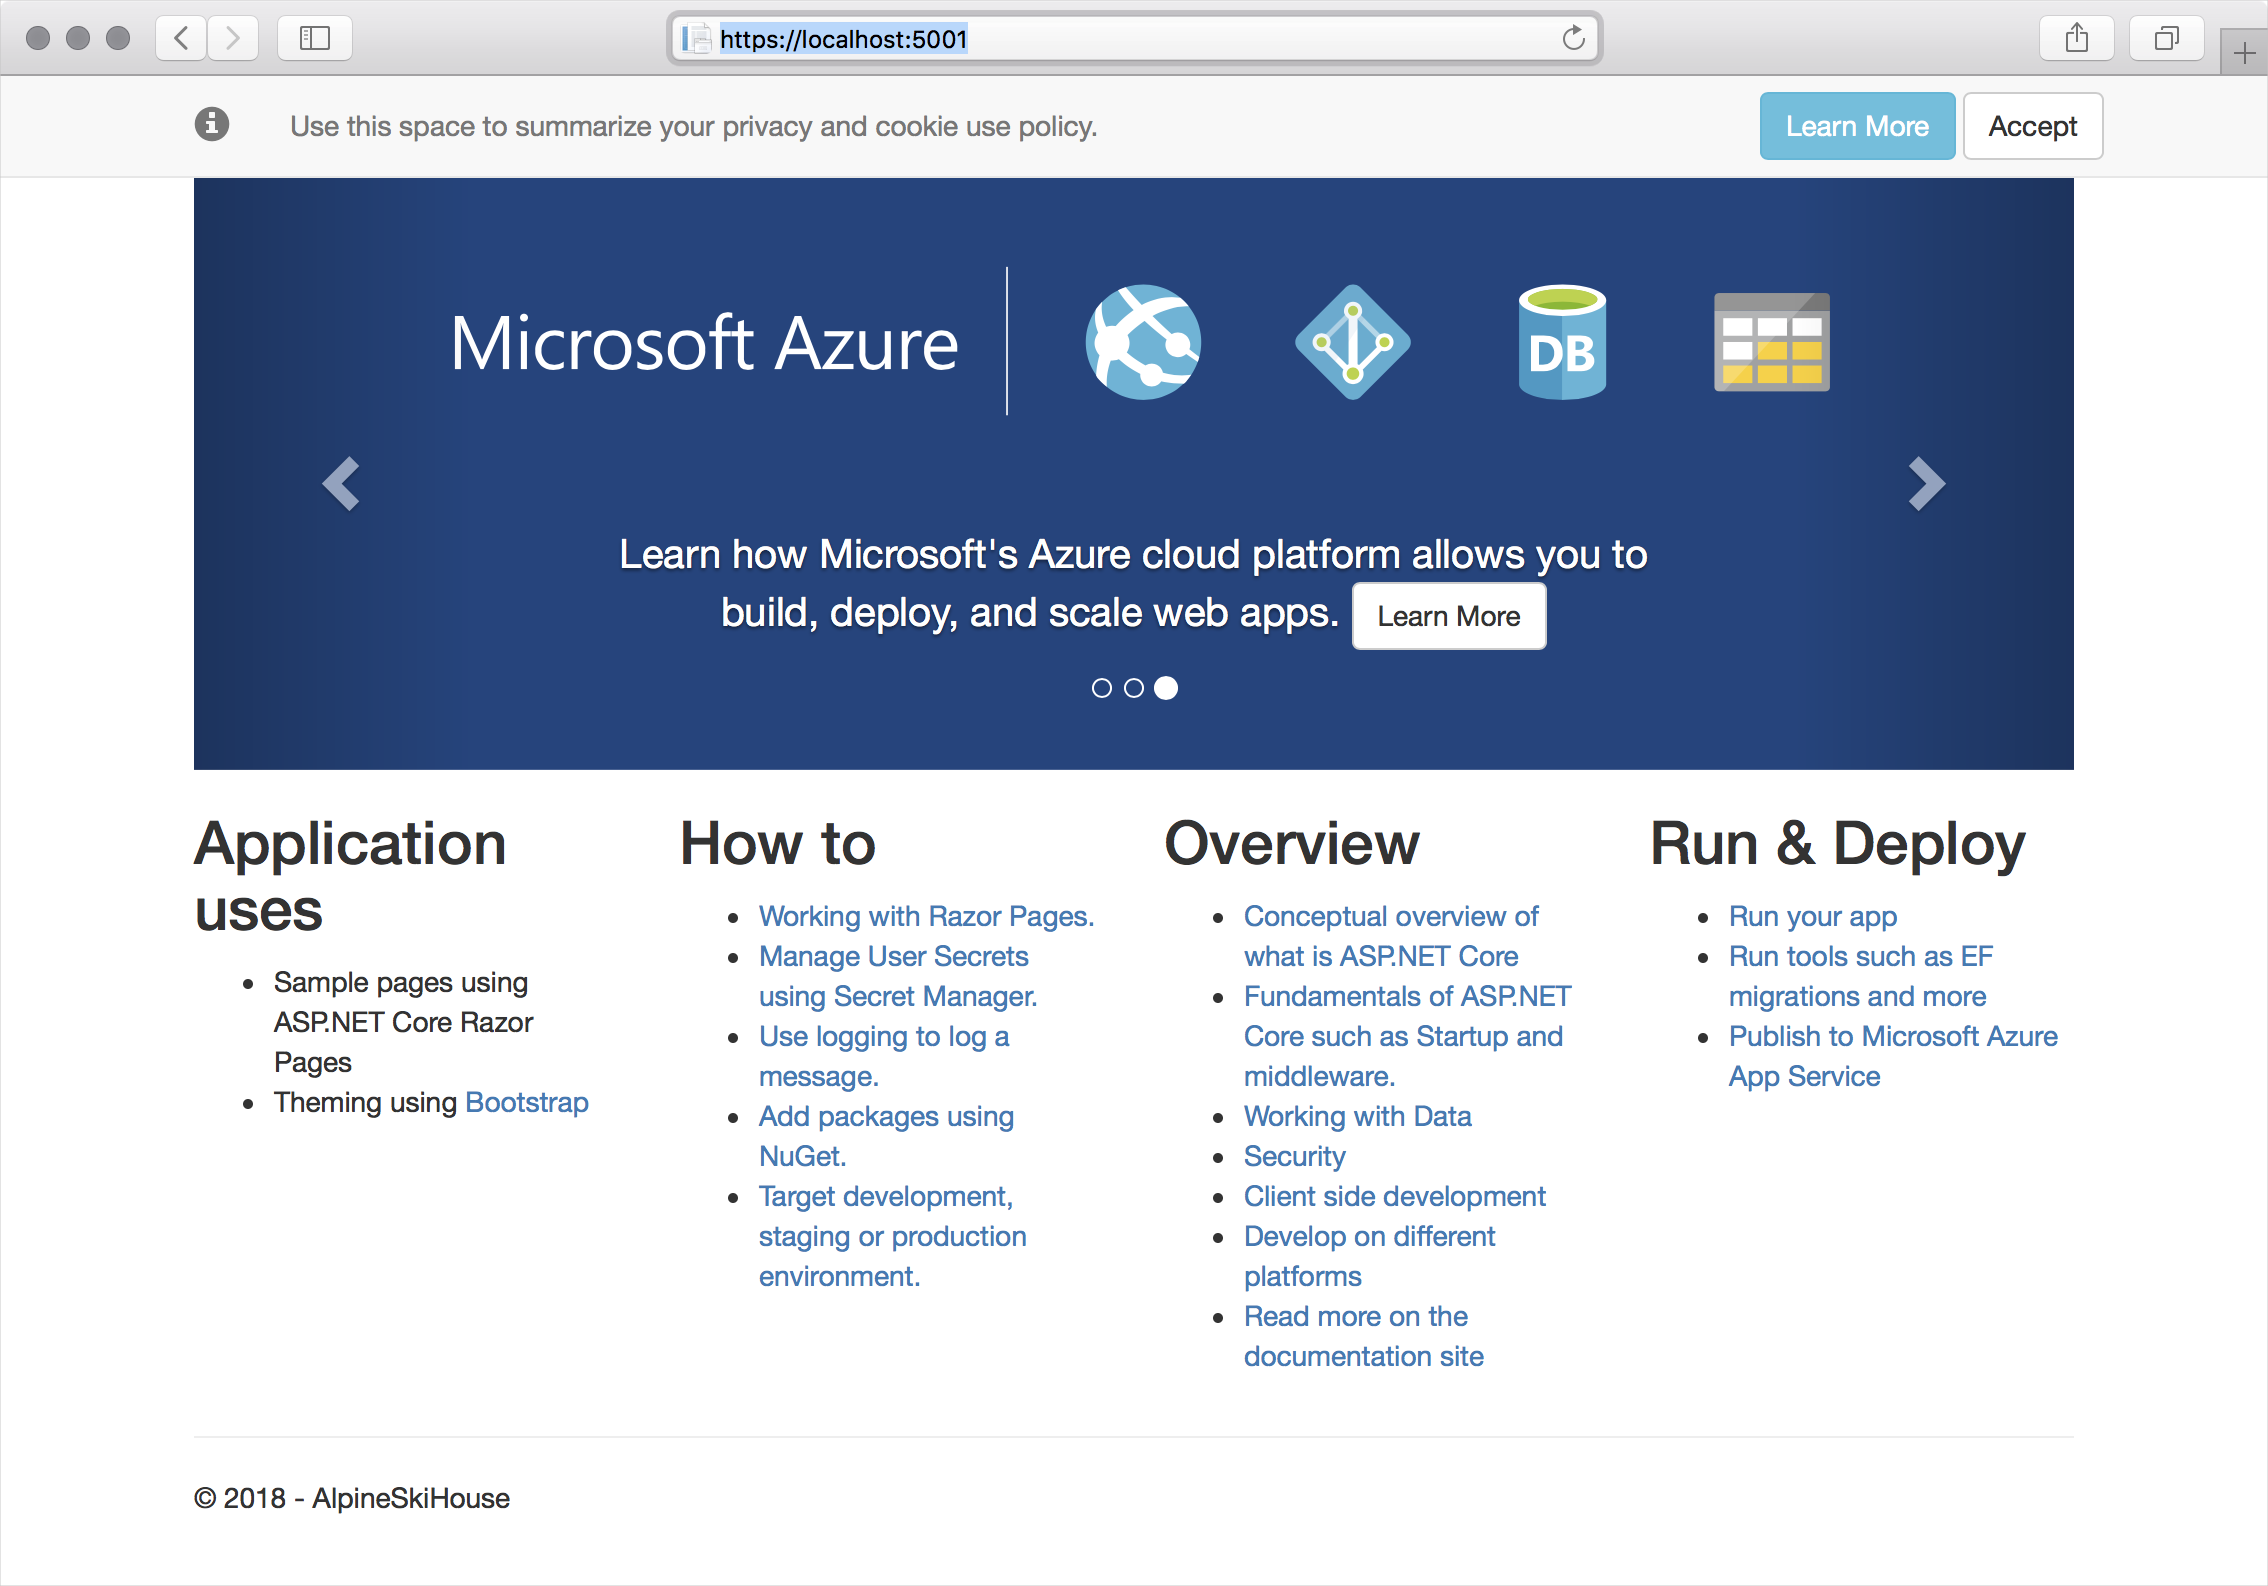 https://localhost:5001
Use this space to summarize your privacy and cookie use policy.
Learn More
Accept
Microsoft Azure
DB
Learn how Microsoft's Azure cloud platform allows you to
build, deploy, and scale web apps.
Learn More
Application
uses
Sample pages using
ASP.NET Core Razor
Pages
Theming using Bootstrap
How to
Working with Razor Pages.
Manage User Secrets
using Secret Manager.
Use logging to log a
message.
Add packages using
NuGet.
Target development,
staging or production
environment.
Overview
Conceptual overview of
what is ASP.NET Core
Fundamentals of ASP.NET
Core such as Startup and
middleware.
Working with Data
Security
Client side development
Develop on different
platforms
Read more on the
documentation site
Run & Deploy
Run your app
Run tools such as EF
migrations and more
Publish to Microsoft Azure
App Service
© 2018 - AlpineSkiHouse